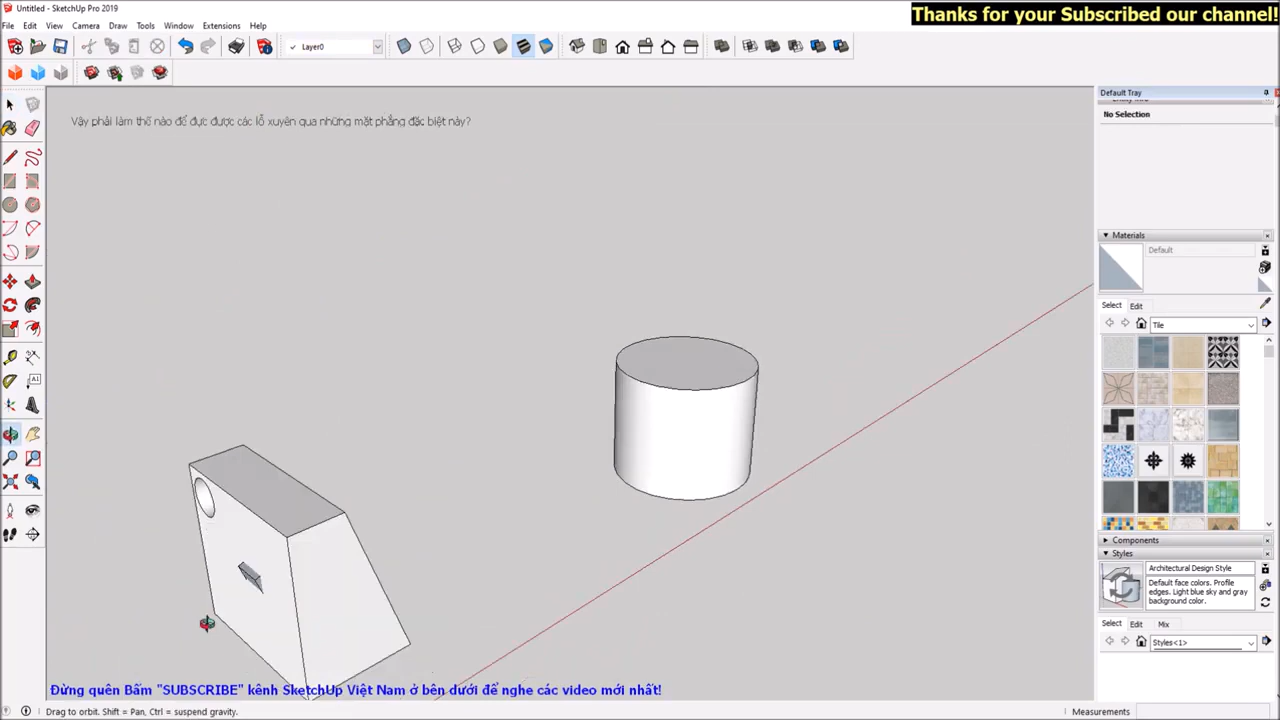 Untitled - SketchUp Pro 2019
Thanks for your Subscribed our channel!
File Edit View Camera Draw Tools Window Extensions Help
Layer0
Default Tray
No Selection
Vậy phải làm thế nào để đực được các lỗ xuyên qua những mặt phẳng đặc biệt này?
Materials
Default
Select Edit
Tile
Components
Styles
Architectural Design Style
Default face colors. Profile edges. Light blue sky and gray background color.
Select Edit Mix
Styles<1>
Đừng quên Bấm "SUBSCRIBE" kênh SketchUp Việt Nam ở bên dưới để nghe các video mới nhất!
Drag to orbit. Shift = Pan, Ctrl = suspend gravity.
Measurements